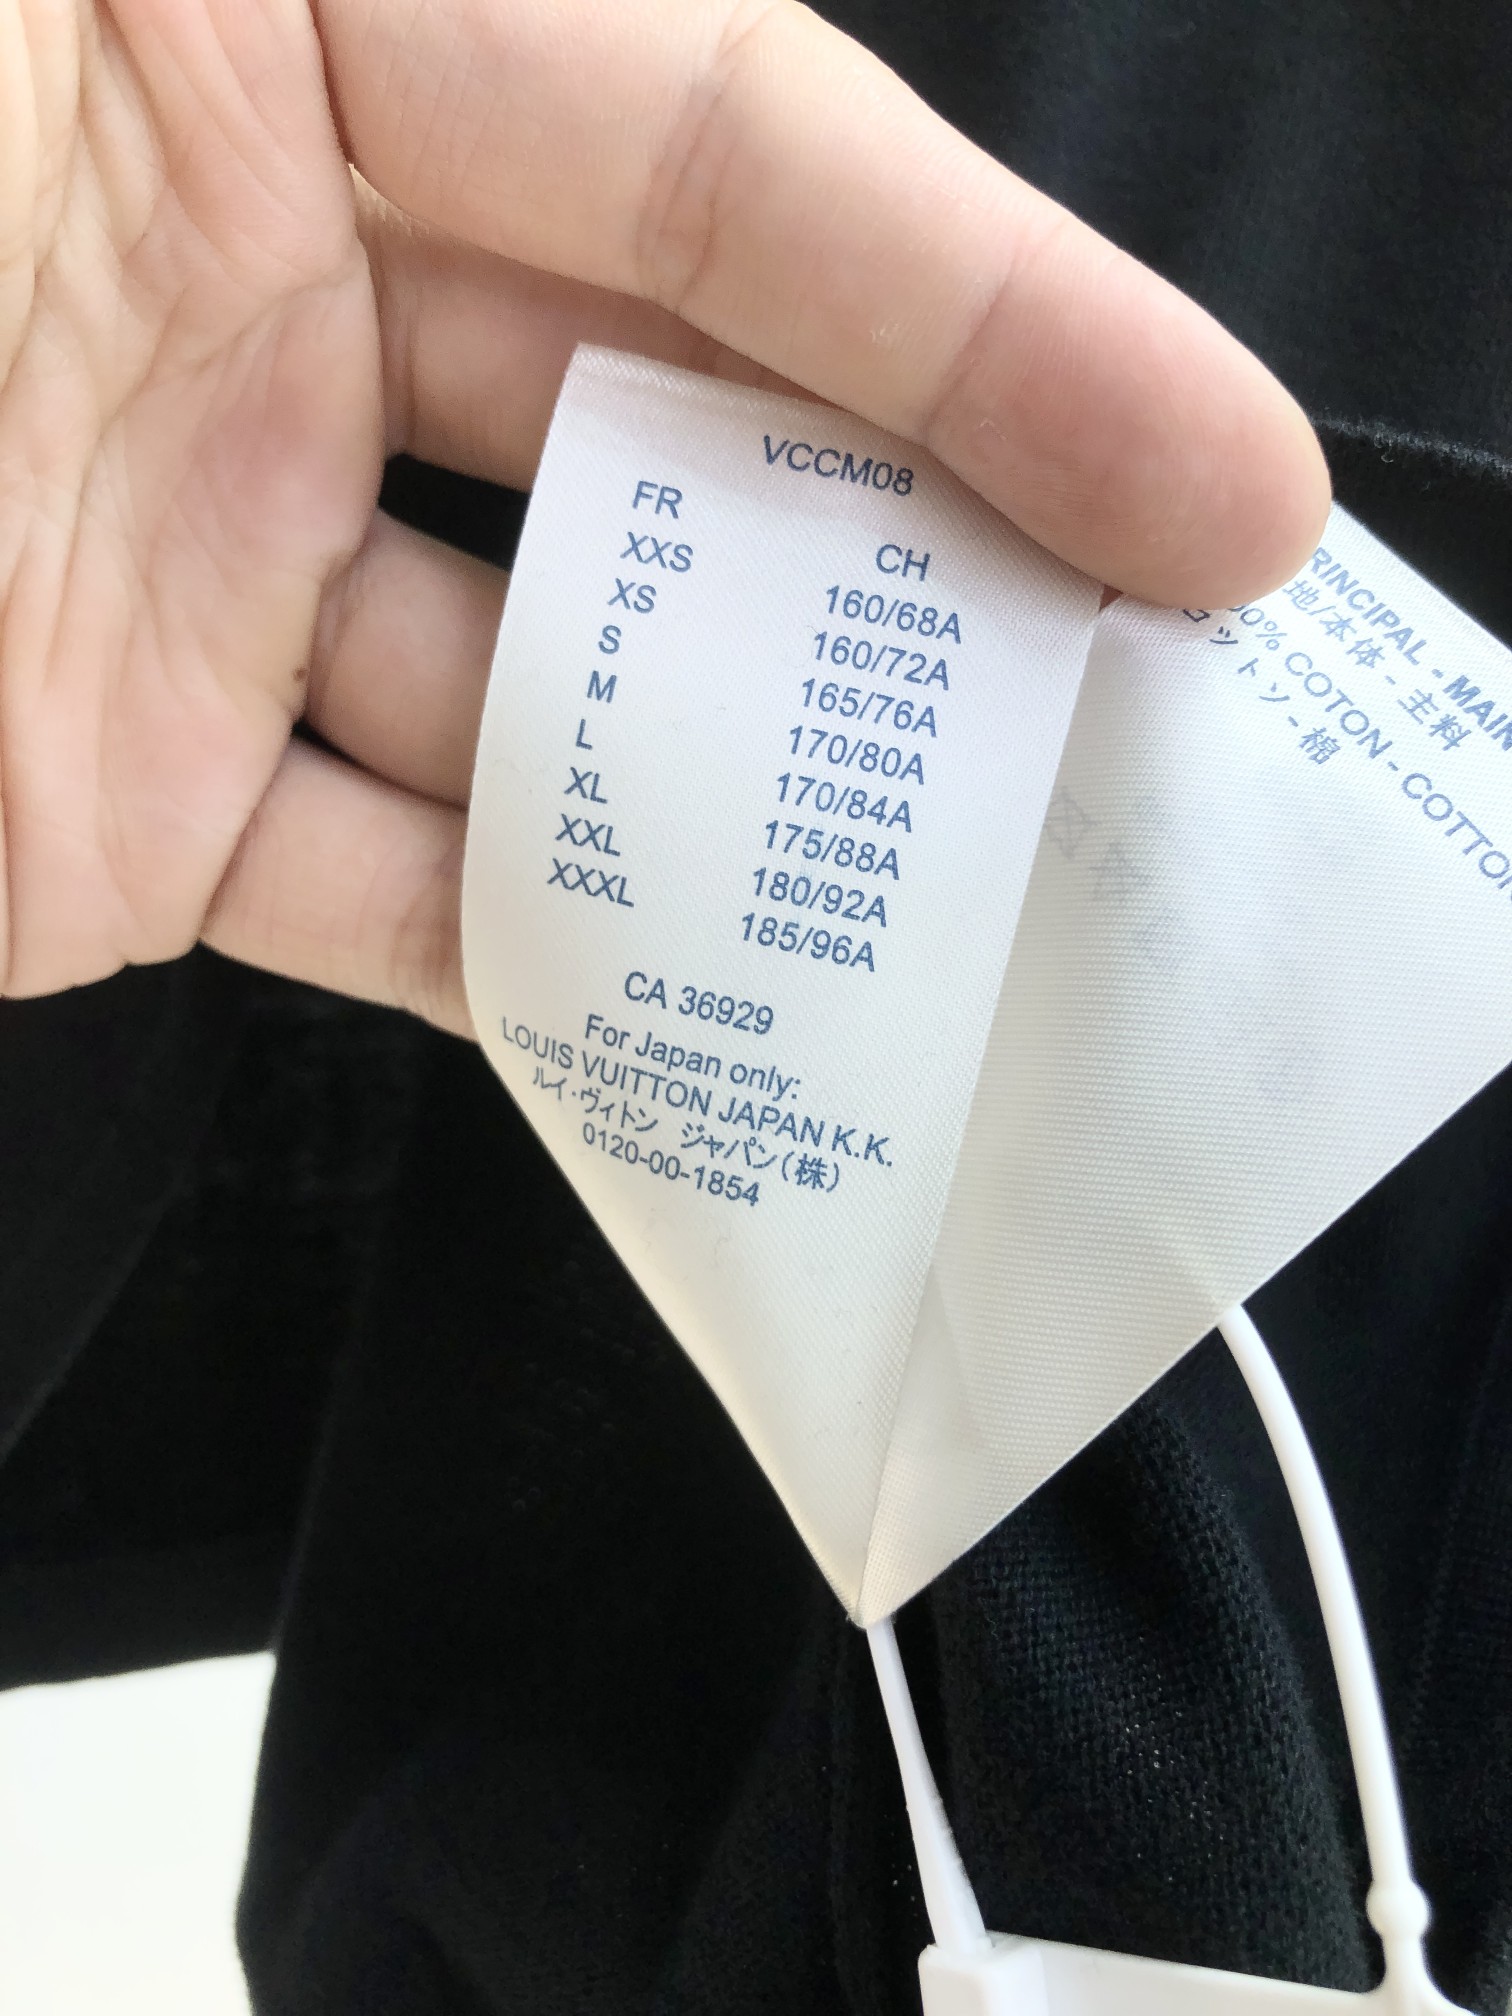 VCCM08
FR CH
XXS 160/68A
XS 160/72A
S 165/76A
M 170/80A
L 170/84A
XL 175/88A
XXL 180/92A
XXXL 185/96A
CA 36929
For Japan only:
LOUIS VUITTON JAPAN K.K.
ルイ・ヴィトン ジャパン(株)
0120-00-1854
RINCIPAL - MAIN
地/本体 - 主料
00% COTON - COTTO
コットン - 棉